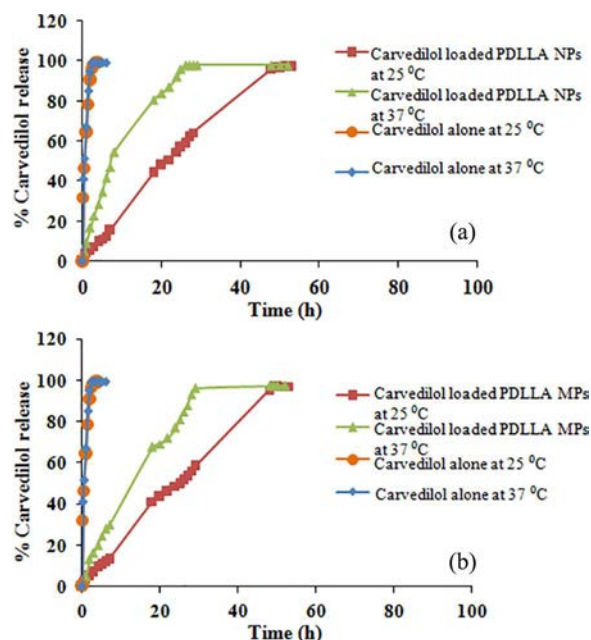 120
100
80
60
40
20
0
% Carvedilol release
0 20 40 60 80 100
Time (h)
Carvedilol loaded PDLLA NPs
at 25 ⁰C
Carvedilol loaded PDLLA NPs
at 37 ⁰C
Carvedilol alone at 25 ⁰C
Carvedilol alone at 37 ⁰C
(a)
120
100
80
60
40
20
0
% Carvedilol release
0 20 40 60 80 100
Time (h)
Carvedilol loaded PDLLA MPs
at 25 ⁰C
Carvedilol loaded PDLLA MPs
at 37 ⁰C
Carvedilol alone at 25 ⁰C
Carvedilol alone at 37 ⁰C
(b)